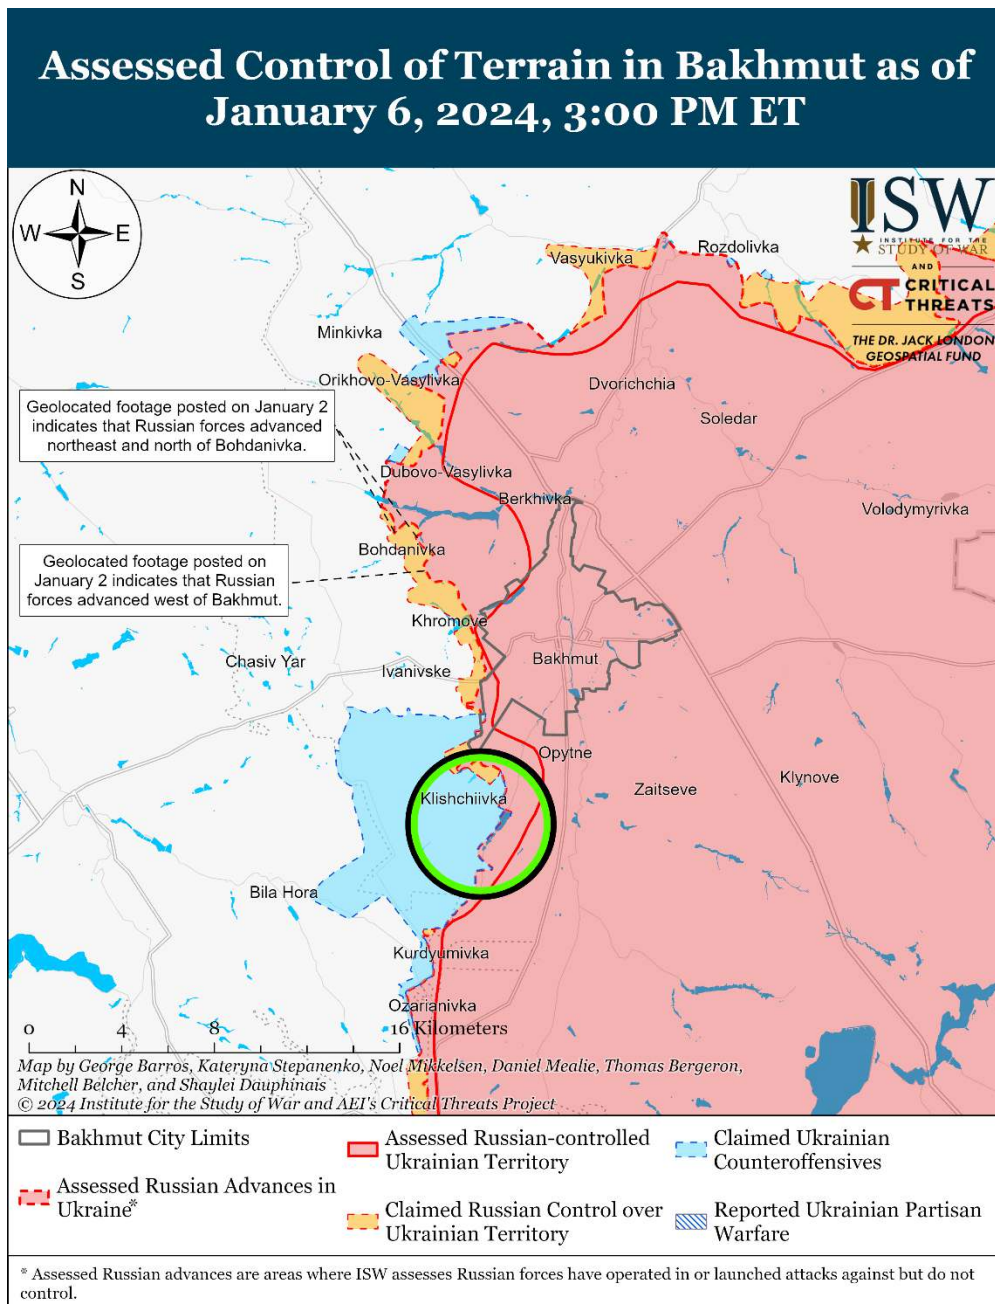 Assessed Control of Terrain in Bakhmut as of
January 6, 2024, 3:00 PM ET
N
W
E
S
ISW
INSTITUTE FOR THE
STUDY OF WAR
AND
CT CRITICAL
THREATS
THE DR. JACK LONDON
GEOSPATIAL FUND
Vasyukivka
Rozdolivka
Minkivka
Orikhovo-Vasylivka
Dvorichchia
Soledar
Geolocated footage posted on January 2
indicates that Russian forces advanced
northeast and north of Bohdanivka.
Dubovo-Vasylivka
Berkhivka
Volodymyrivka
Bohdanivka
Geolocated footage posted on
January 2 indicates that Russian
forces advanced west of Bakhmut.
Khromove
Chasiv Yar
Ivanivske
Bakhmut
Opytne
Klishchiivka
Zaitseve
Klynove
Bila Hora
Kurdyumivka
Ozarianivka
0 4 8 16 Kilometers
Map by George Barros, Kateryna Stepanenko, Noel Mikkelsen, Daniel Mealie, Thomas Bergeron,
Mitchell Belcher, and Shaylei Dauphinais
© 2024 Institute for the Study of War and AEI's Critical Threats Project
Bakhmut City Limits
Assessed Russian Advances in
Ukraine*
Assessed Russian-controlled
Ukrainian Territory
Claimed Russian Control over
Ukrainian Territory
Claimed Ukrainian
Counteroffensives
Reported Ukrainian Partisan
Warfare
* Assessed Russian advances are areas where ISW assesses Russian forces have operated in or launched attacks against but do not
control.